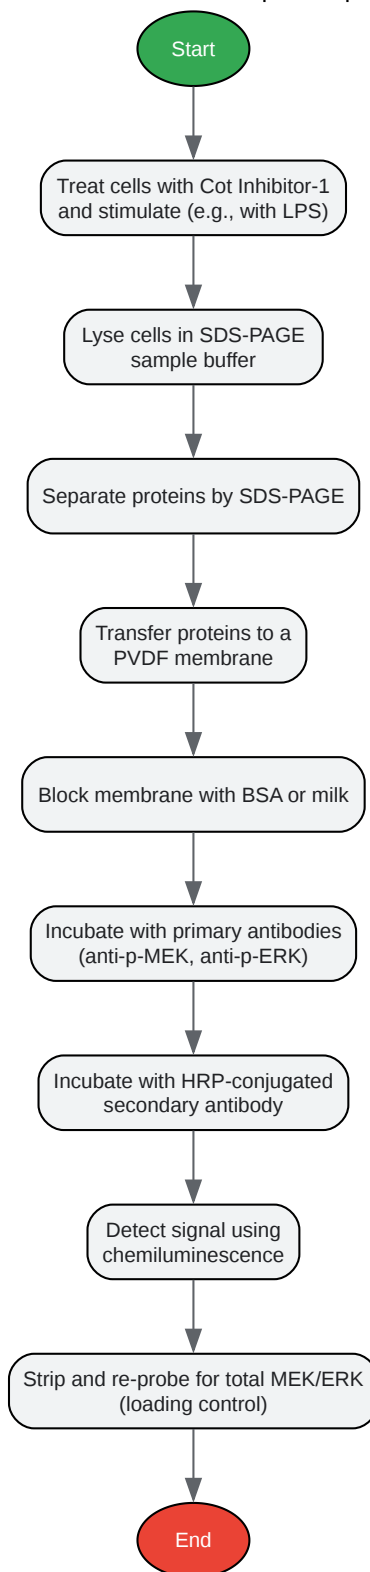 Start
Treat cells with Cot Inhibitor-1
and stimulate (e.g., with LPS)
Lyse cells in SDS-PAGE
sample buffer
Separate proteins by SDS-PAGE
Transfer proteins to a
PVDF membrane
Block membrane with BSA or milk
Incubate with primary antibodies
(anti-p-MEK, anti-p-ERK)
Incubate with HRP-conjugated
secondary antibody
Detect signal using
chemiluminescence
Strip and re-probe for total MEK/ERK
(loading control)
End